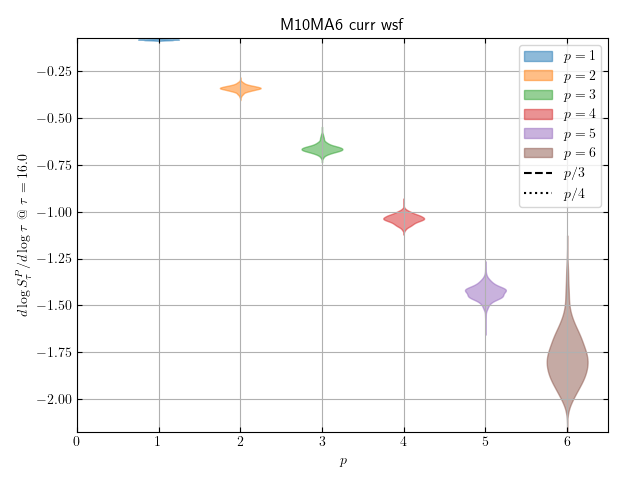 M10MA6 curr wsf
d log S_τ^P/d log τ @ τ = 16.0
−0.25
−0.50
−0.75
−1.00
−1.25
−1.50
−1.75
−2.00
0 1 2 3 4 5 6
p
p = 1
p = 2
p = 3
p = 4
p = 5
p = 6
p/3
p/4